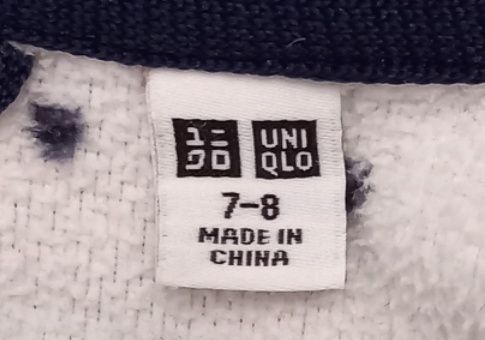 ユニ UNI
クロ QLO
7-8
MADE IN
CHINA